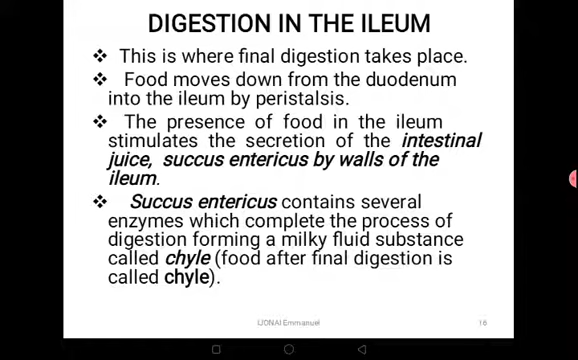 DIGESTION IN THE ILEUM
❖ This is where final digestion takes place.
❖ Food moves down from the duodenum
into the ileum by peristalsis.
❖ The presence of food in the ileum
stimulates the secretion of the intestinal
juice, succus entericus by walls of the
ileum.
❖ Succus entericus contains several
enzymes which complete the process of
digestion forming a milky fluid substance
called chyle (food after final digestion is
called chyle).
Emmanuel
16